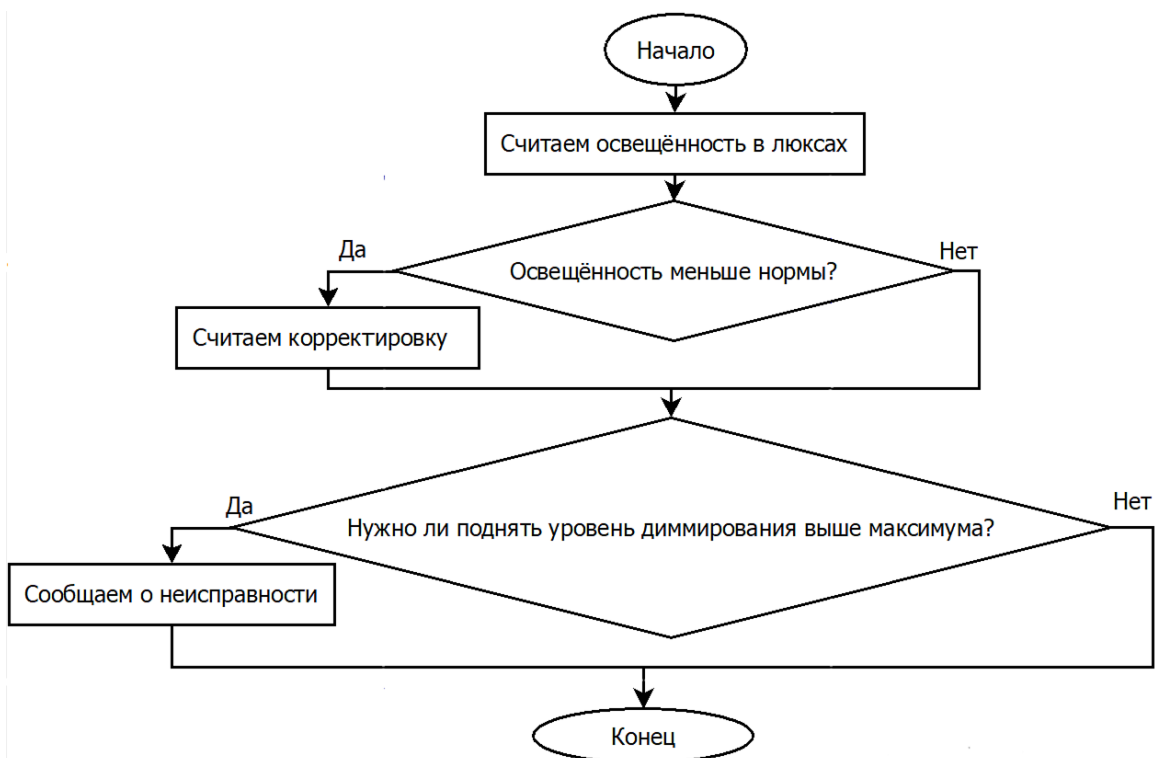 Начало
Считаем освещённость в люксах
Да
Нет
Освещённость меньше нормы?
Считаем корректировку
Да
Нет
Нужно ли поднять уровень диммирования выше максимума?
Сообщаем о неисправности
Конец